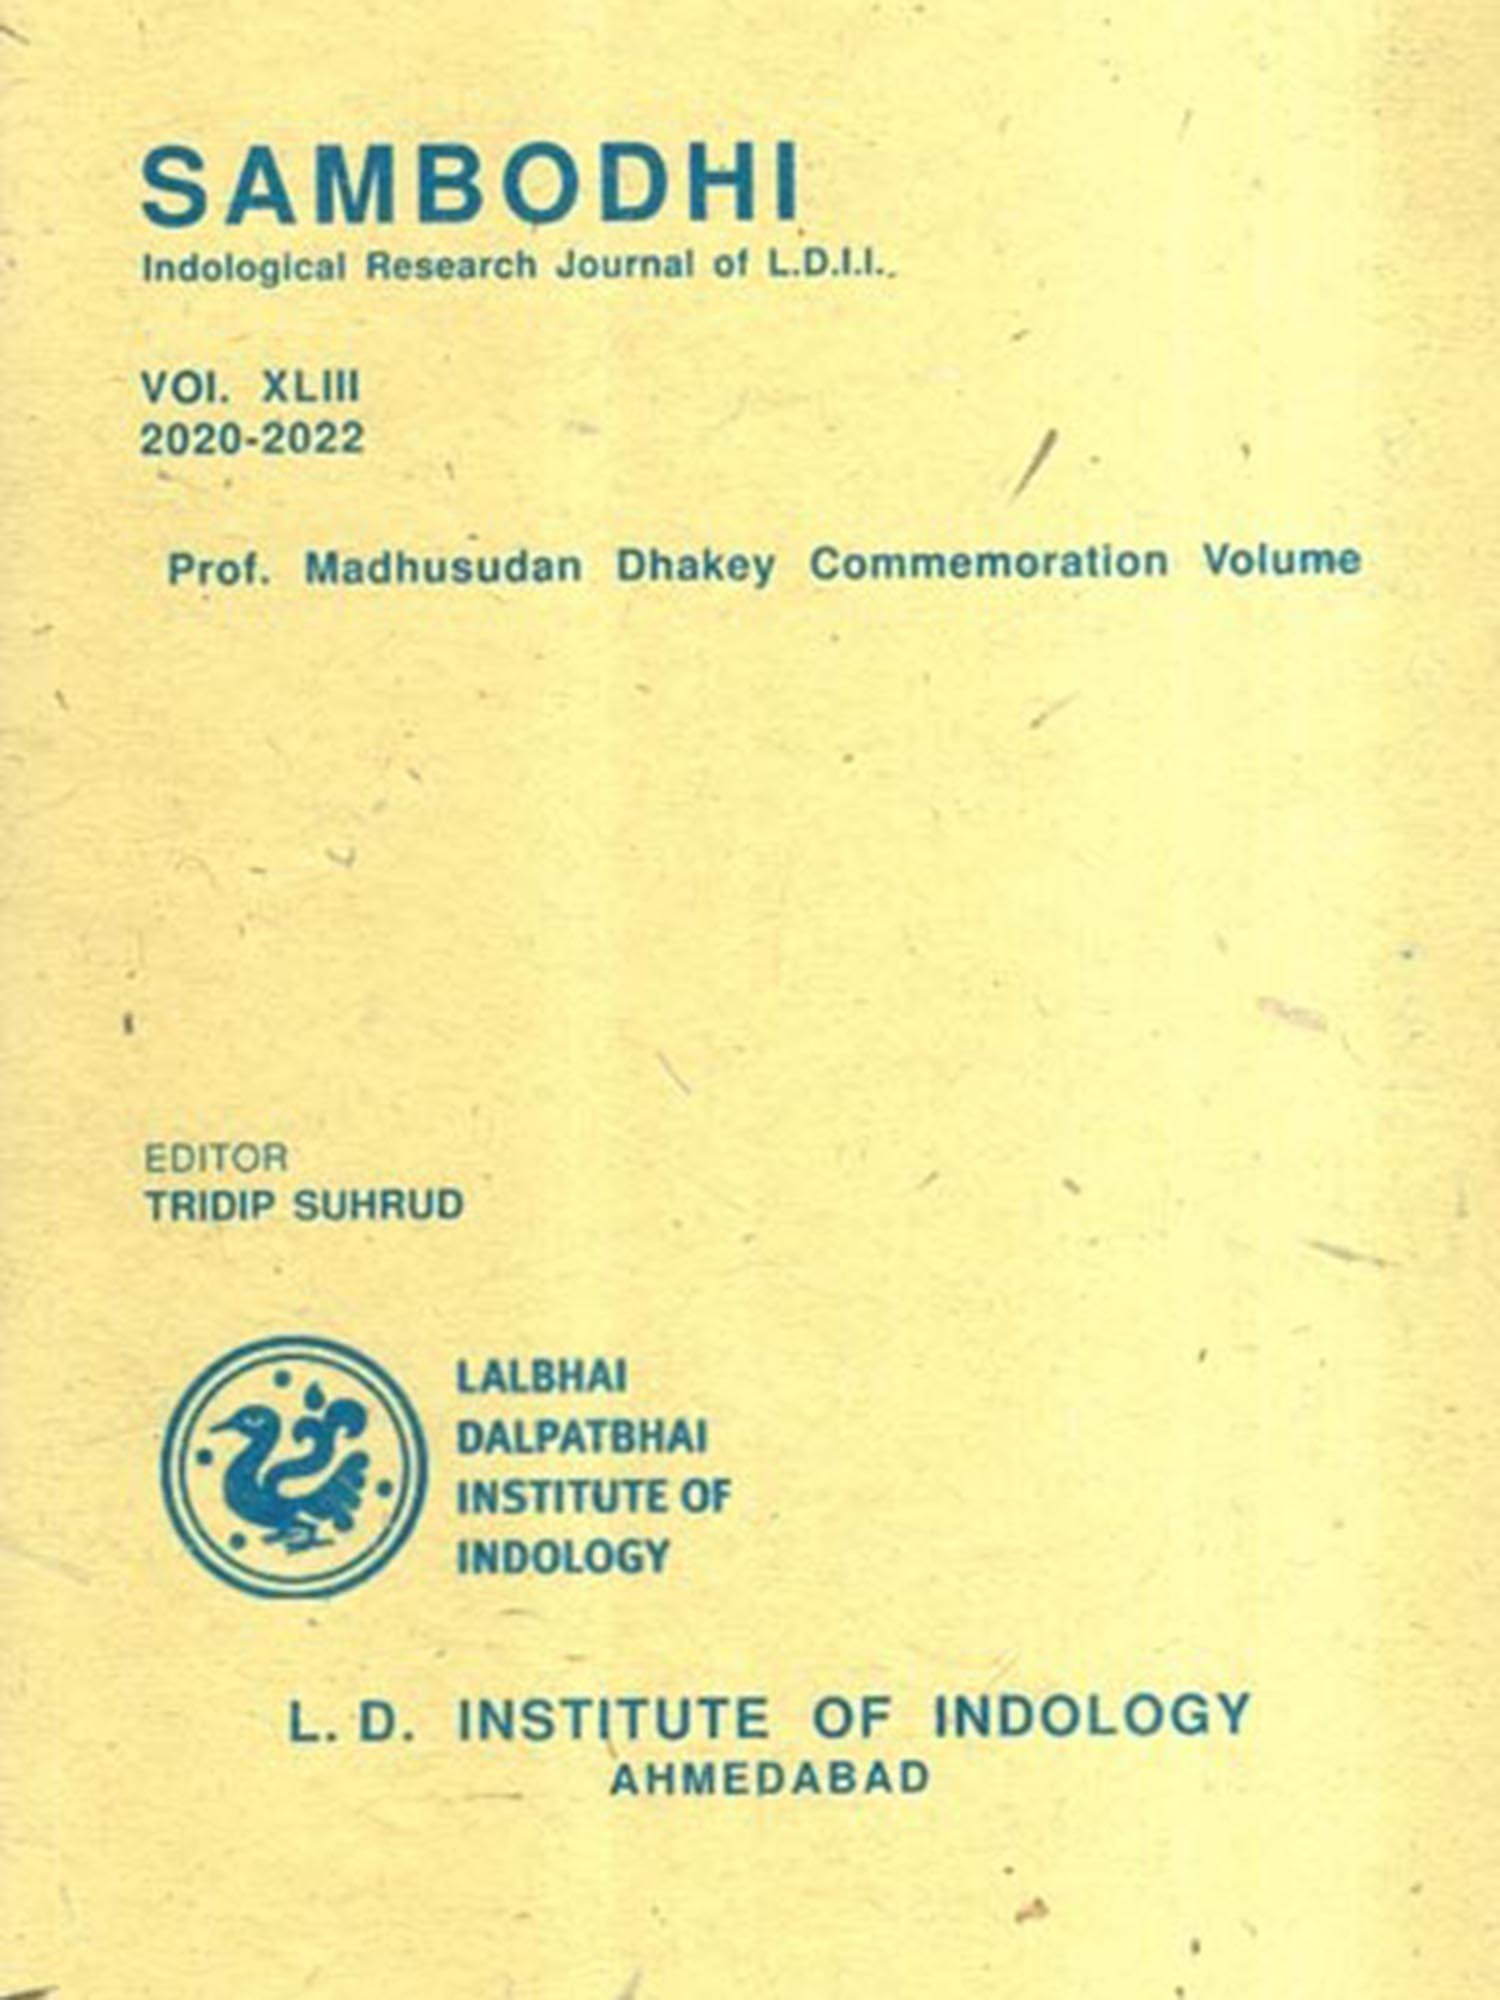 SAMBODHI
Indological Research Journal of L.D.I.I.
VOI. XLIII
2020-2022
Prof. Madhusudan Dhakey Commemoration Volume
EDITOR
TRIDIP SUHRUD
LALBHAI
DALPATBHAI
INSTITUTE OF
INDOLOGY
L. D. INSTITUTE OF INDOLOGY
AHMEDABAD